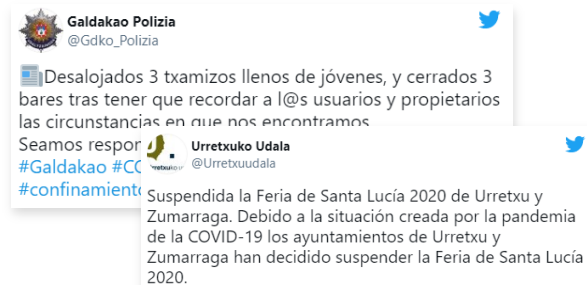 Galdakao Polizia
@Gdko_Polizia
Desalojados 3 txamizos llenos de jóvenes, y cerrados 3
bares tras tener que recordar a l@s usuarios y propietarios
las circunstancias en que nos encontramos
Seamos
#Galdakao
Urretxuko Udala
@Urretxuudala
Suspendida la Feria de Santa Lucía 2020 de Urretxu y
Zumarraga. Debido a la situación creada por la pandemia
de la COVID-19 los ayuntamientos de Urretxu y
Zumarraga han decidido suspender la Feria de Santa Lucía
2020.